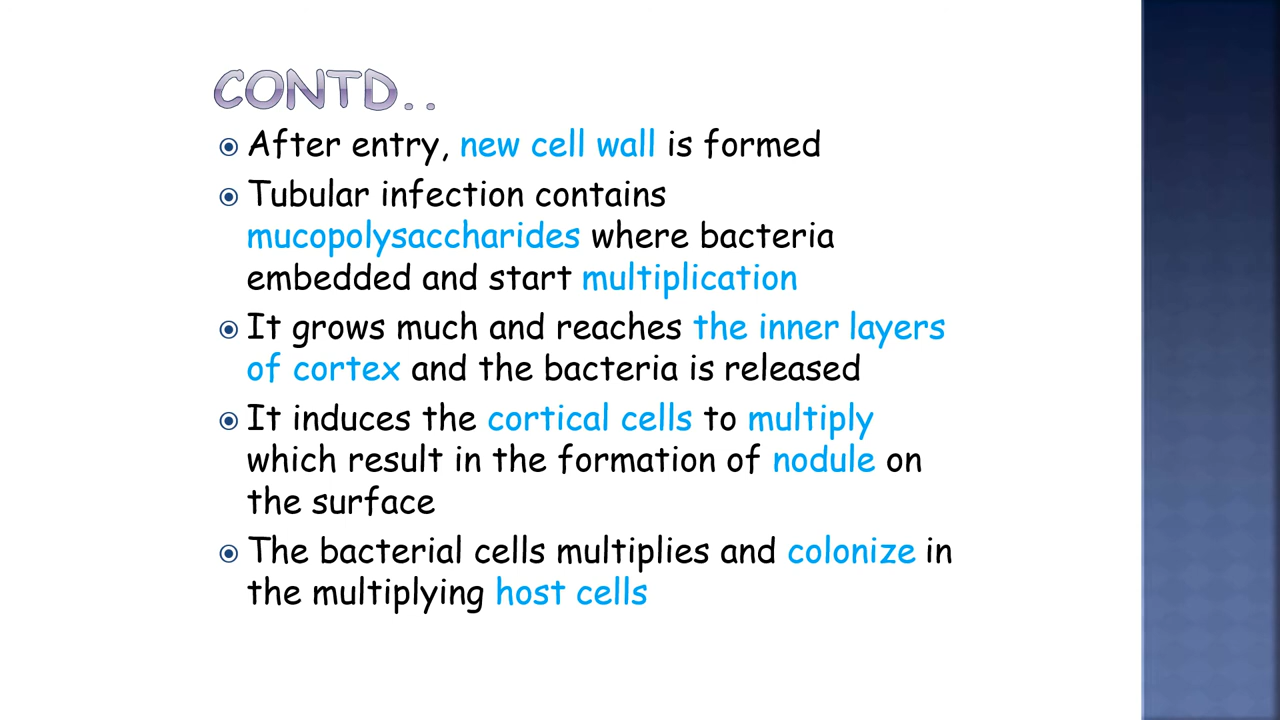 CONTD..
After entry, new cell wall is formed
Tubular infection contains
mucopolysaccharides where bacteria
embedded and start multiplication
It grows much and reaches the inner layers
of cortex and the bacteria is released
It induces the cortical cells to multiply
which result in the formation of nodule on
the surface
The bacterial cells multiplies and colonize in
the multiplying host cells